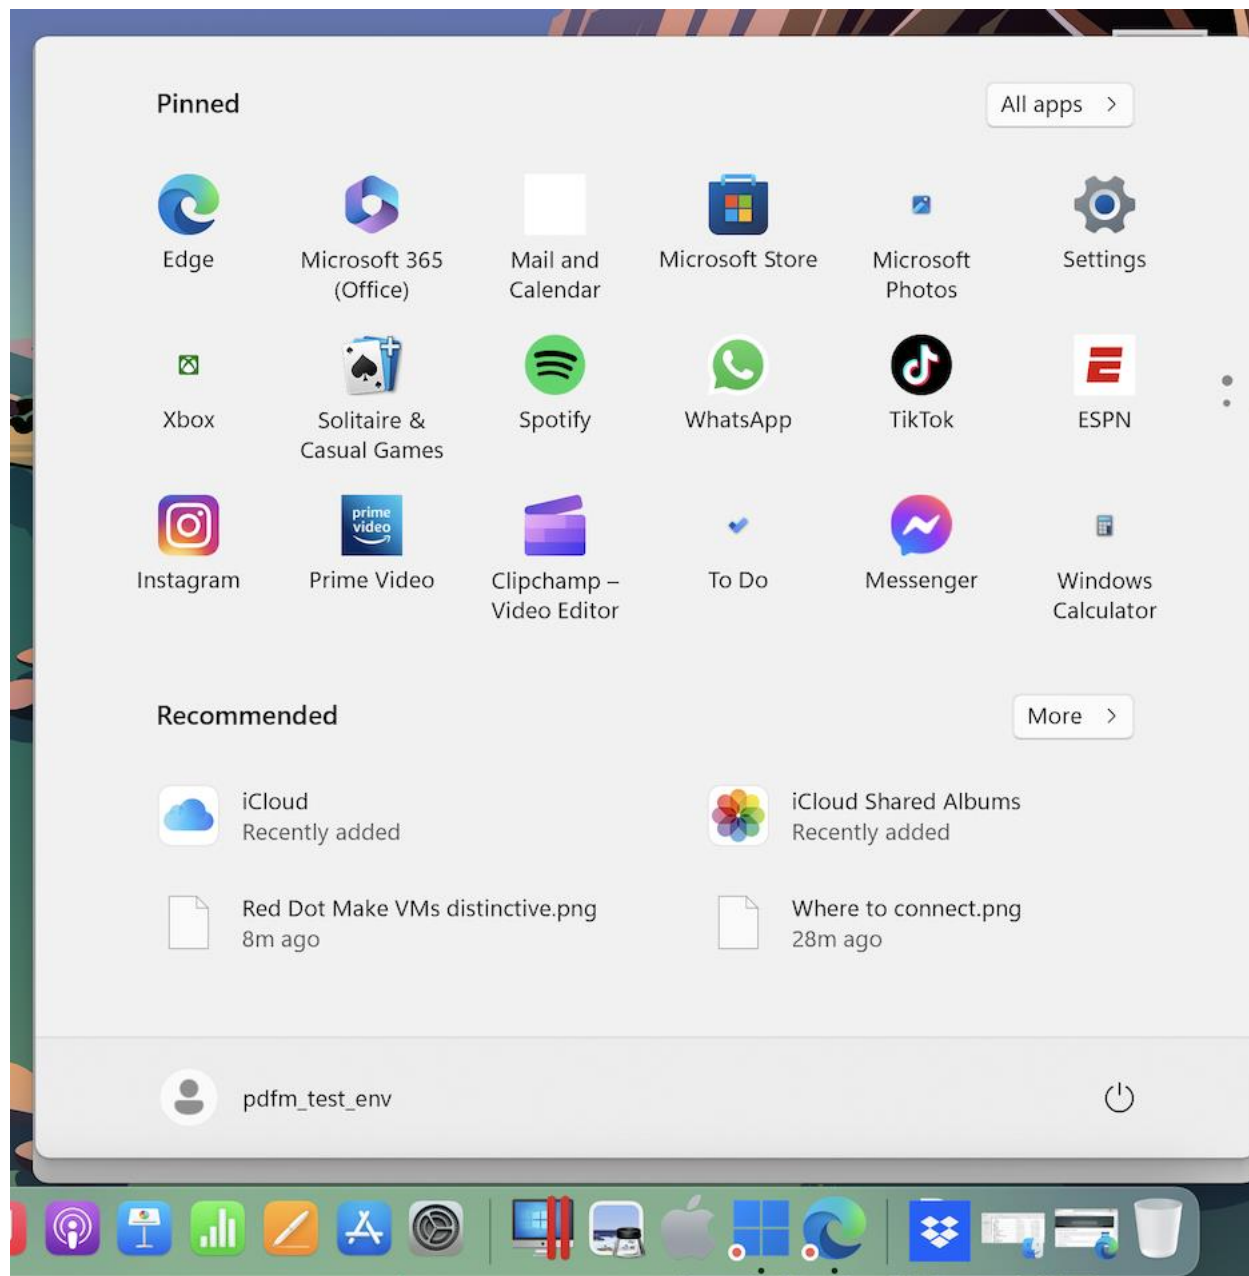 Pinned
All apps
Edge
Microsoft 365
(Office)
Mail and
Calendar
Microsoft Store
Microsoft
Photos
Settings
Xbox
Solitaire &
Casual Games
Spotify
WhatsApp
TikTok
ESPN
prime
video
Instagram
Prime Video
Clipchamp –
Video Editor
To Do
Messenger
Windows
Calculator
Recommended
More
iCloud
Recently added
iCloud Shared Albums
Recently added
Red Dot Make VMs distinctive.png
8m ago
Where to connect.png
28m ago
pdfm_test_env